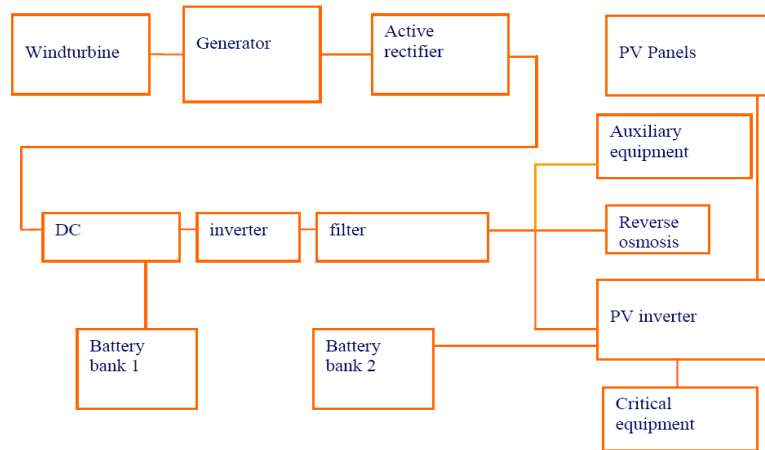 Windturbine
Generator
Active
rectifier
PV Panels
Auxiliary
equipment
DC
inverter
filter
Reverse
osmosis
Battery
bank 1
Battery
bank 2
PV inverter
Critical
equipment